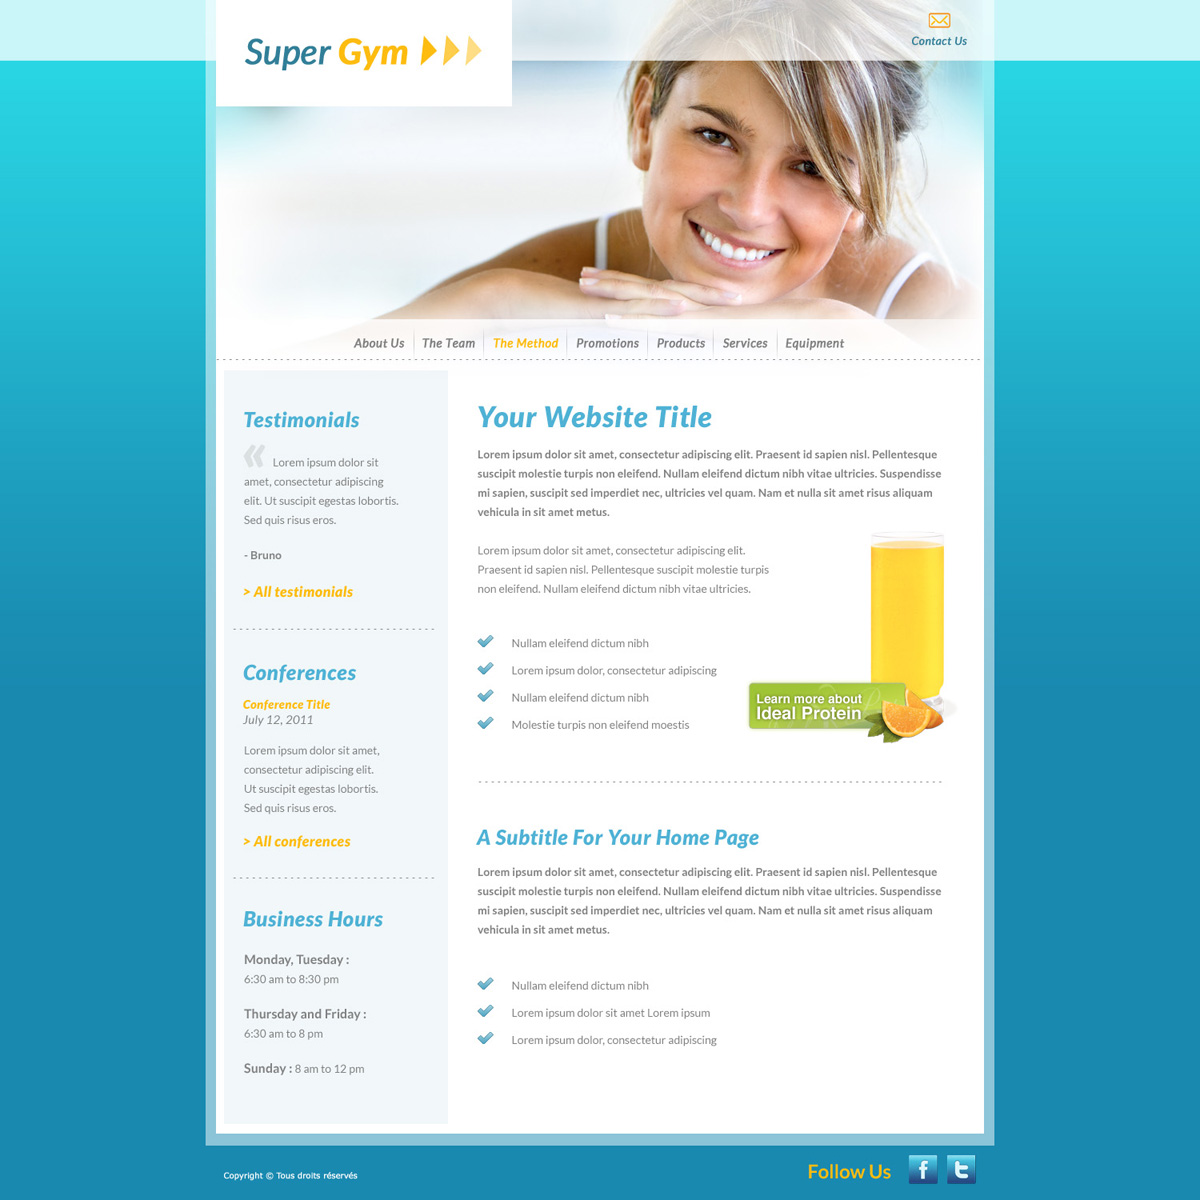 Super Gym
Contact Us
About Us The Team The Method Promotions Products Services Equipment
Testimonials
« Lorem ipsum dolor sit
amet, consectetur adipiscing
elit. Ut suscipit egestas lobortis.
Sed quis risus eros.
- Bruno
> All testimonials
Conferences
Conference Title
July 12, 2011
Lorem ipsum dolor sit amet,
consectetur adipiscing elit.
Ut suscipit egestas lobortis.
Sed quis risus eros.
> All conferences
Business Hours
Monday, Tuesday :
6:30 am to 8:30 pm
Thursday and Friday :
6:30 am to 8 pm
Sunday : 8 am to 12 pm
Your Website Title
Lorem ipsum dolor sit amet, consectetur adipiscing elit. Praesent id sapien nisl. Pellentesque
suscipit molestie turpis non eleifend. Nullam eleifend dictum nibh vitae ultricies. Suspendisse
mi sapien, suscipit sed imperdiet nec, ultricies vel quam. Nam et nulla sit amet risus aliquam
vehicula in sit amet metus.
Lorem ipsum dolor sit amet, consectetur adipiscing elit.
Praesent id sapien nisl. Pellentesque suscipit molestie turpis
non eleifend. Nullam eleifend dictum nibh vitae ultricies.
Nullam eleifend dictum nibh
Lorem ipsum dolor, consectetur adipiscing
Nullam eleifend dictum nibh
Molestie turpis non eleifend moestis
Learn more about
Ideal Protein
A Subtitle For Your Home Page
Lorem ipsum dolor sit amet, consectetur adipiscing elit. Praesent id sapien nisl. Pellentesque
suscipit molestie turpis non eleifend. Nullam eleifend dictum nibh vitae ultricies. Suspendisse
mi sapien, suscipit sed imperdiet nec, ultricies vel quam. Nam et nulla sit amet risus aliquam
vehicula in sit amet metus.
Nullam eleifend dictum nibh
Lorem ipsum dolor sit amet Lorem ipsum
Lorem ipsum dolor, consectetur adipiscing
Copyright © Tous droits réservés
Follow Us f t